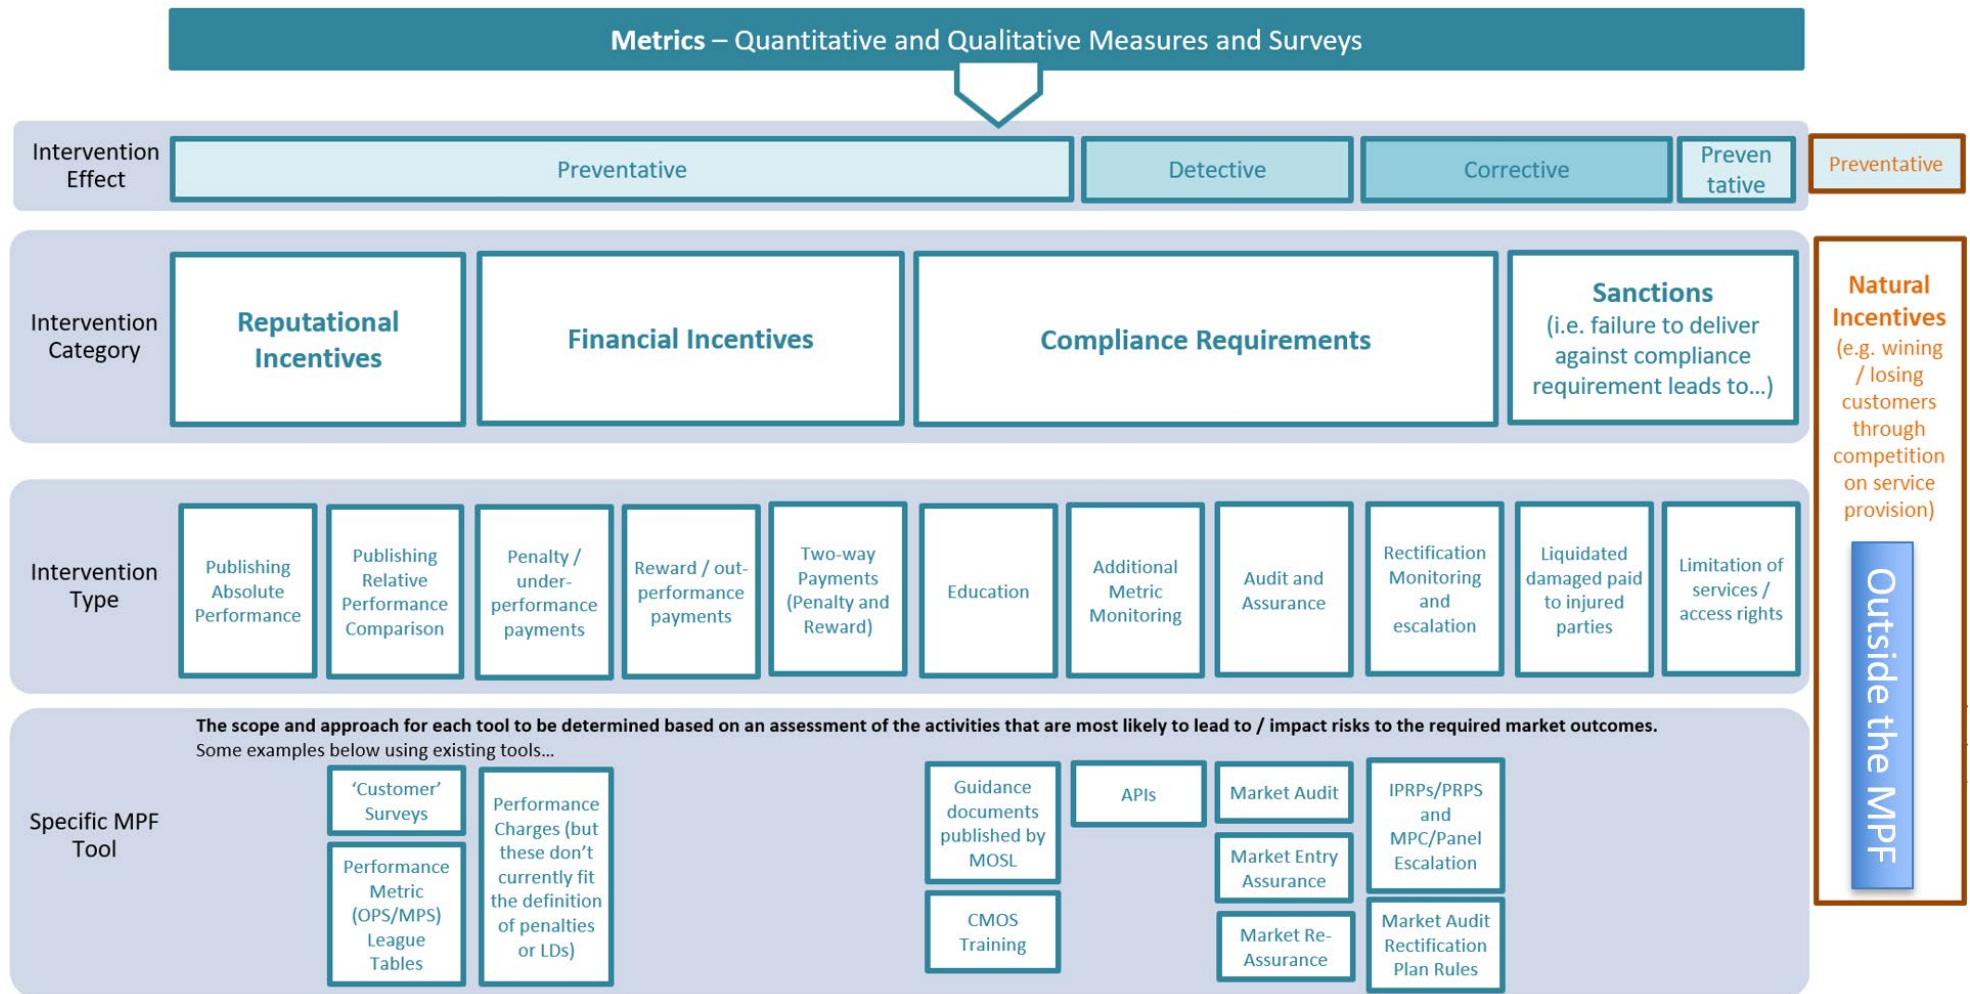 Metrics – Quantitative and Qualitative Measures and Surveys
Intervention
Effect
Preventative
Detective
Corrective
Preven
tative
Preventative
Intervention
Category
Reputational
Incentives
Financial Incentives
Compliance Requirements
Sanctions
(i.e. failure to deliver
against compliance
requirement leads to...)
Natural
Incentives
(e.g. wining
/ losing
customers
through
competition
on service
provision)
Outside the MPF
Intervention
Type
Publishing
Absolute
Performance
Publishing
Relative
Performance
Comparison
Penalty /
under-
performance
payments
Reward / out-
performance
payments
Two-way
Payments
(Penalty and
Reward)
Education
Additional
Metric
Monitoring
Audit and
Assurance
Rectification
Monitoring
and
escalation
Liquidated
damaged paid
to injured
parties
Limitation of
services /
access rights
Specific MPF
Tool
The scope and approach for each tool to be determined based on an assessment of the activities that are most likely to lead to / impact risks to the required market outcomes.
Some examples below using existing tools...
‘Customer’
Surveys
Performance
Metric
(OPS/MPS)
League
Tables
Performance
Charges (but
these don’t
currently fit
the definition
of penalties
or LDs)
Guidance
documents
published by
MOSL
CMOS
Training
APIs
Market Audit
Market Entry
Assurance
Market Re-
Assurance
IPRPs/PRPS
and
MPC/Panel
Escalation
Market Audit
Rectification
Plan Rules